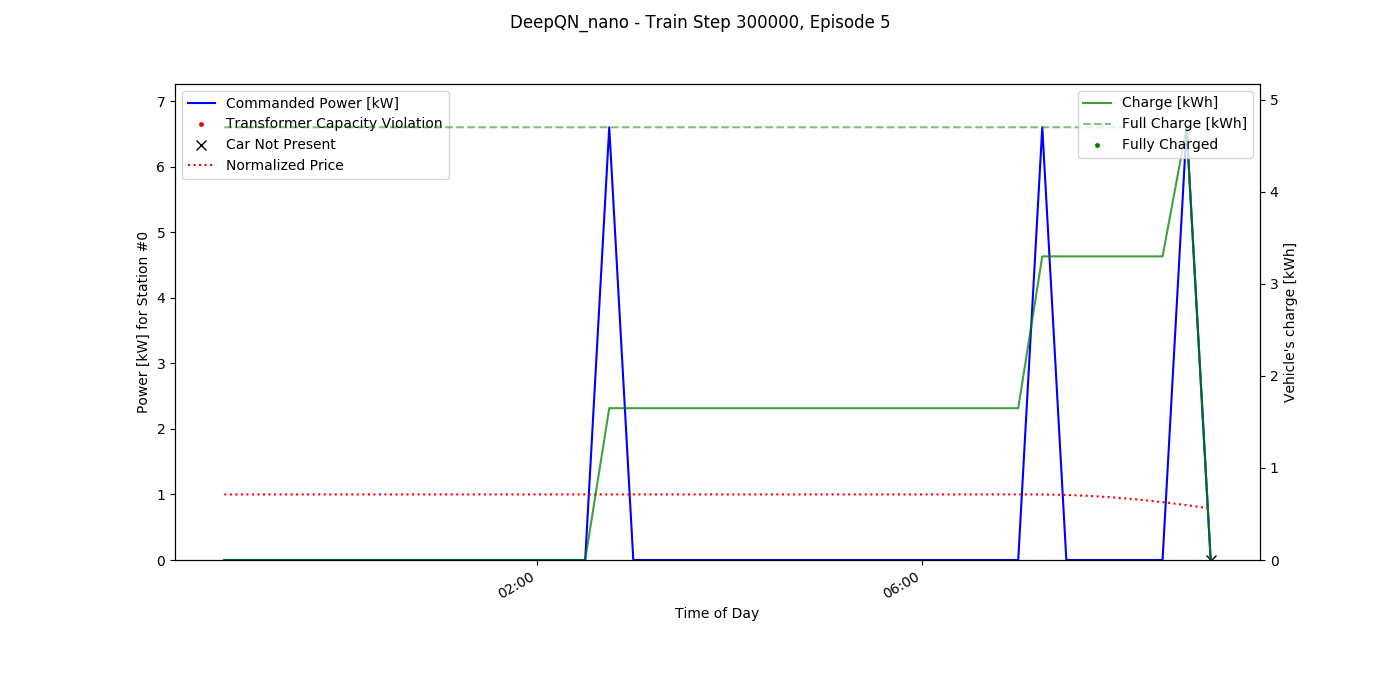 DeepQN_nano - Train Step 300000, Episode 5
Commanded Power [kW]
Transformer Capacity Violation
Car Not Present
Normalized Price
Charge [kWh]
Full Charge [kWh]
Fully Charged
7
6
5
4
3
2
1
0
Power [kW] for Station #0
5
4
3
2
1
0
Vehicle's charge [kWh]
02:00
06:00
Time of Day